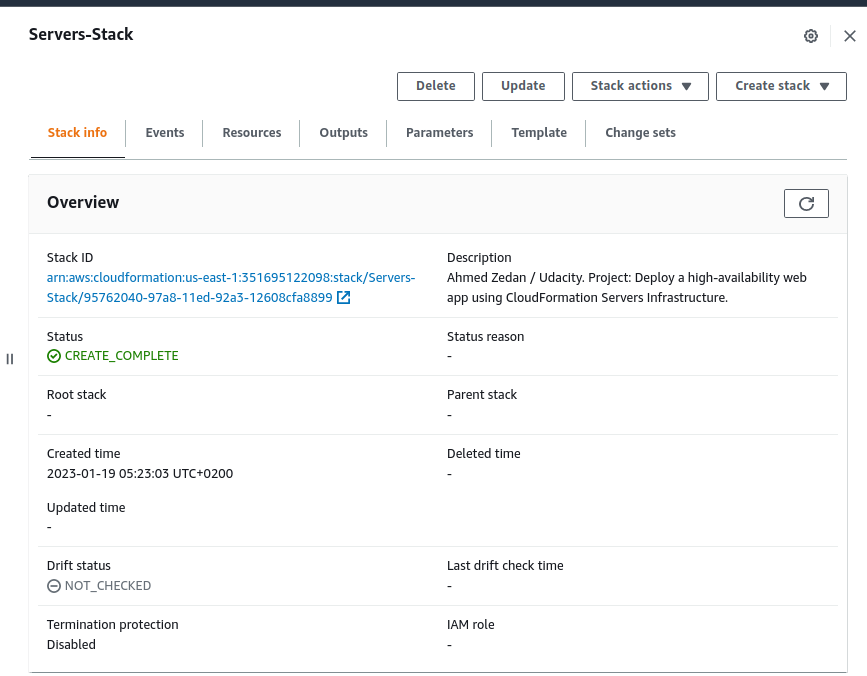 Servers-Stack
Delete
Update
Stack actions
Create stack
Stack info
Events
Resources
Outputs
Parameters
Template
Change sets
Overview
Stack ID
arn:aws:cloudformation:us-east-1:351695122098:stack/Servers-
Stack/95762040-97a8-11ed-92a3-12608cfa8899
Description
Ahmed Zedan / Udacity. Project: Deploy a high-availability web
app using CloudFormation Servers Infrastructure.
Status
CREATE_COMPLETE
Status reason
-
Root stack
-
Parent stack
-
Created time
2023-01-19 05:23:03 UTC+0200
Deleted time
-
Updated time
-
Drift status
NOT_CHECKED
Last drift check time
-
Termination protection
Disabled
IAM role
-